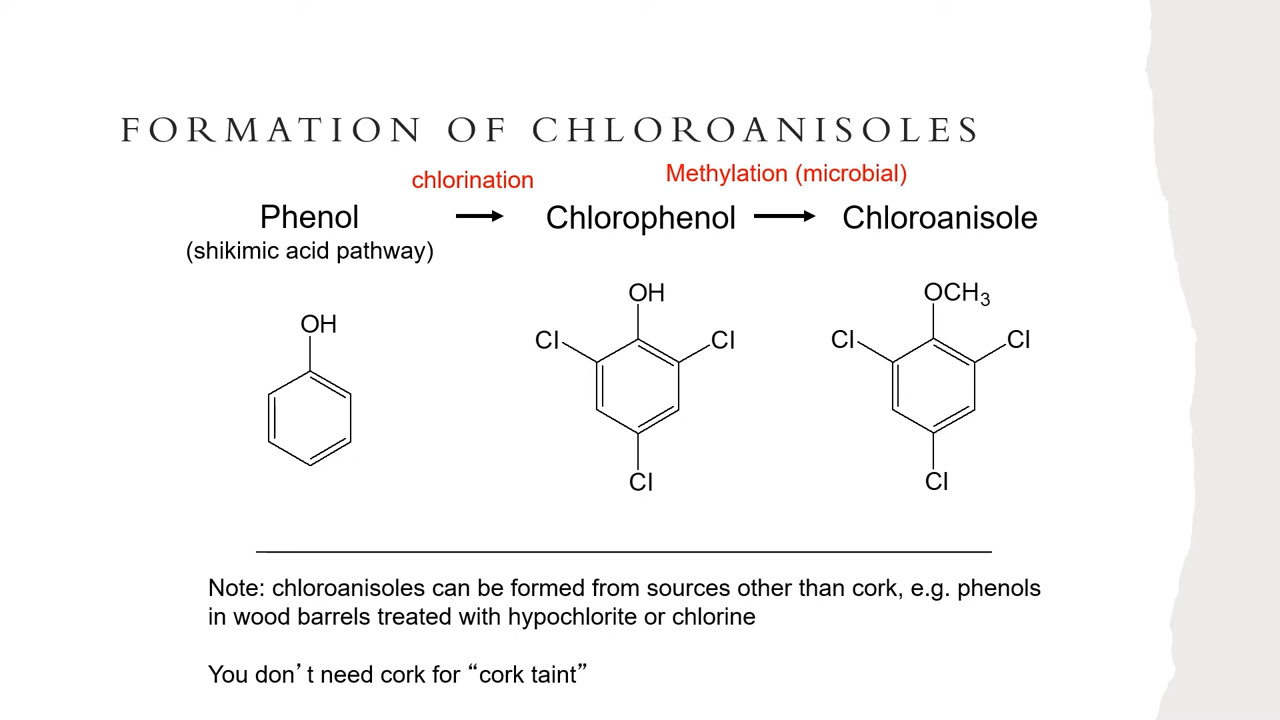 FORMATION OF CHLOROANISOLES
chlorination
Methylation (microbial)
Phenol
Chlorophenol
Chloroanisole
(shikimic acid pathway)
OH
OH
Cl
Cl
Cl
OCH₃
Cl
Cl
Cl
Note: chloroanisoles can be formed from sources other than cork, e.g. phenols
in wood barrels treated with hypochlorite or chlorine
You don’t need cork for “cork taint”